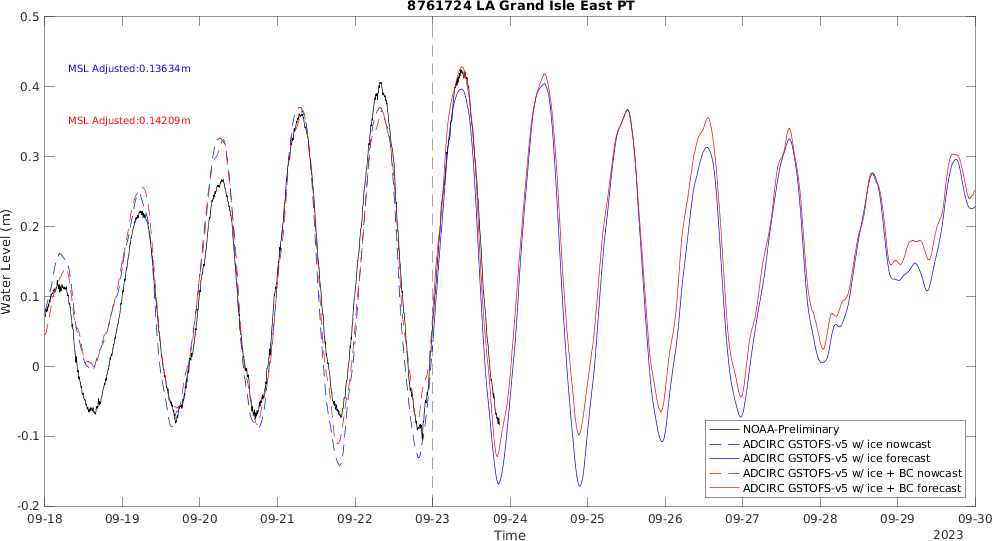 8761724 LA Grand Isle East PT
0.5
0.4
0.3
0.2
0.1
0
-0.1
-0.2
Water Level (m)
MSL Adjusted:0.13634m
MSL Adjusted:0.14209m
NOAA-Preliminary
ADCIRC GSTOFS-v5 w/ ice nowcast
ADCIRC GSTOFS-v5 w/ ice forecast
ADCIRC GSTOFS-v5 w/ ice + BC nowcast
ADCIRC GSTOFS-v5 w/ ice + BC forecast
09-18 09-19 09-20 09-21 09-22 09-23 09-24 09-25 09-26 09-27 09-28 09-29 09-30
Time
2023